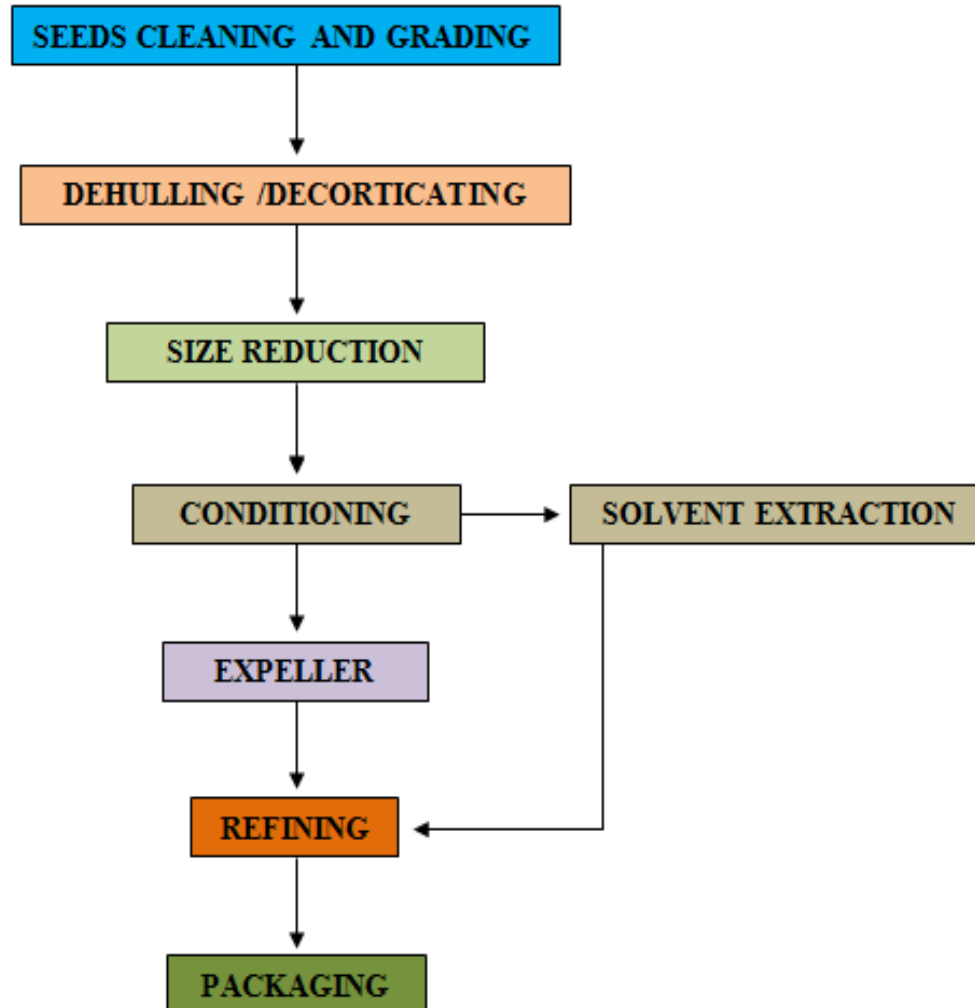 SEEDS CLEANING AND GRADING
DEHULLING /DECORTICATING
SIZE REDUCTION
CONDITIONING
SOLVENT EXTRACTION
EXPELLER
REFINING
PACKAGING